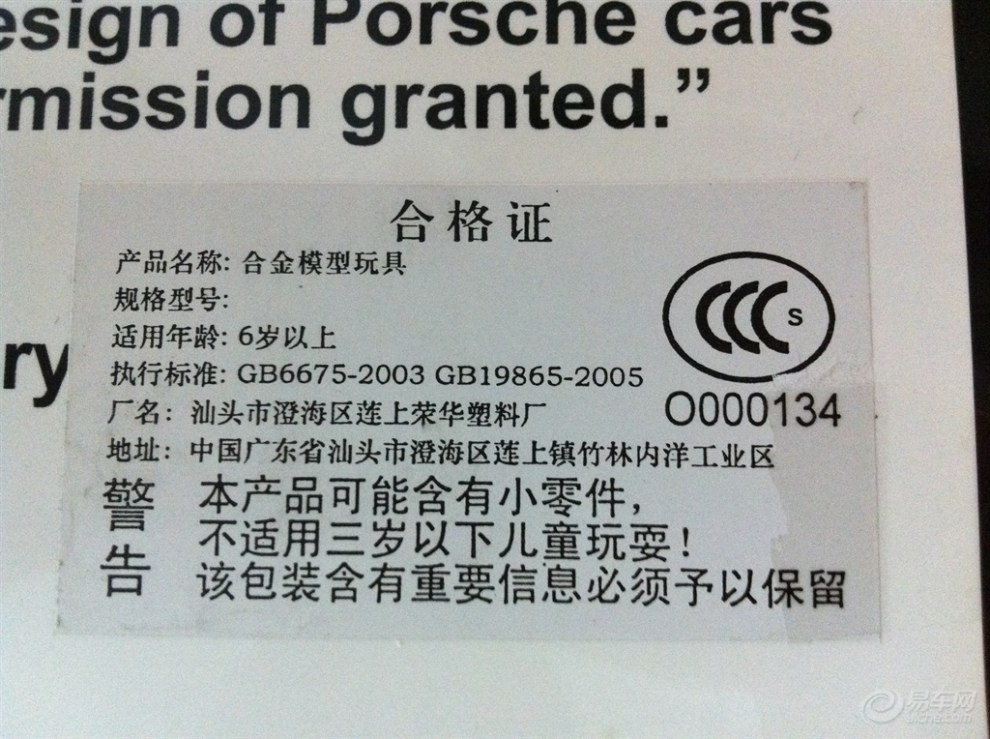 esign of Porsche cars
rmission granted.”
ry
合格证
产品名称: 合金模型玩具
规格型号:
适用年龄: 6岁以上
执行标准: GB6675-2003 GB19865-2005
厂名: 汕头市澄海区莲上荣华塑料厂
地址: 中国广东省汕头市澄海区莲上镇竹林内洋工业区
CCC S
O000134
警告
本产品可能含有小零件,
不适用三岁以下儿童玩耍!
该包装含有重要信息必须予以保留
易车网